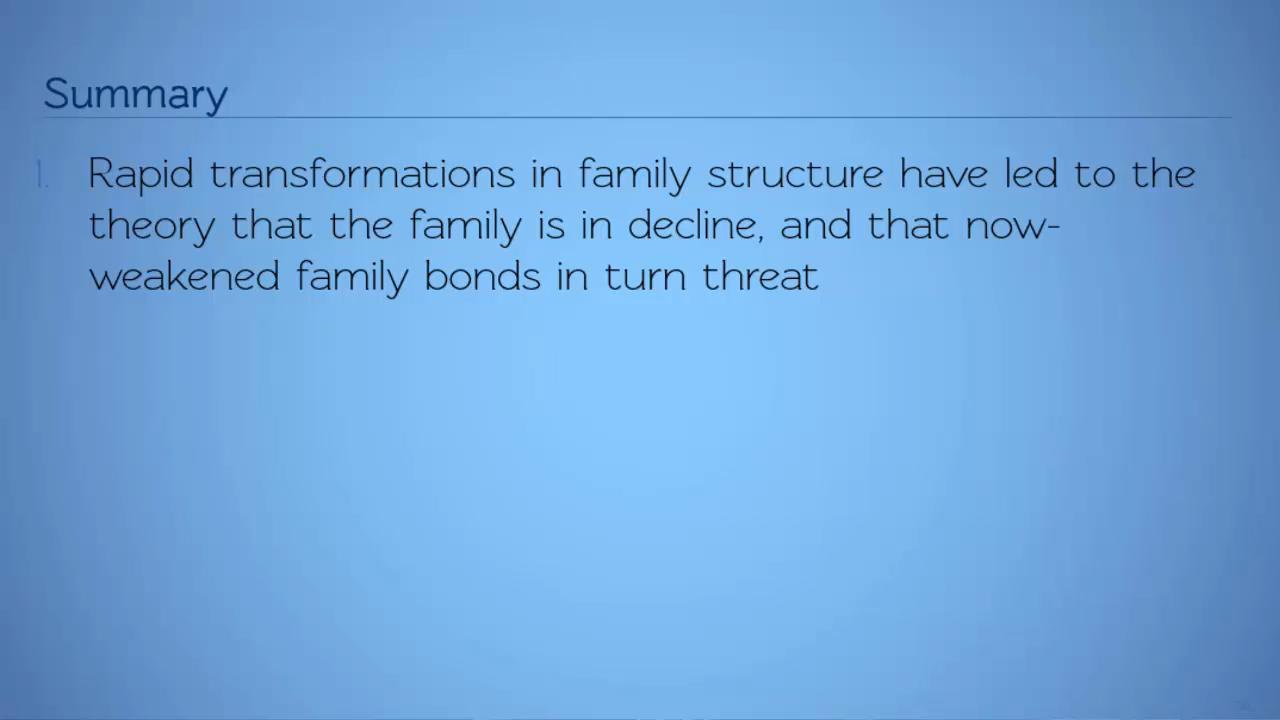 Summary
1. Rapid transformations in family structure have led to the
theory that the family is in decline, and that now-
weakened family bonds in turn threat